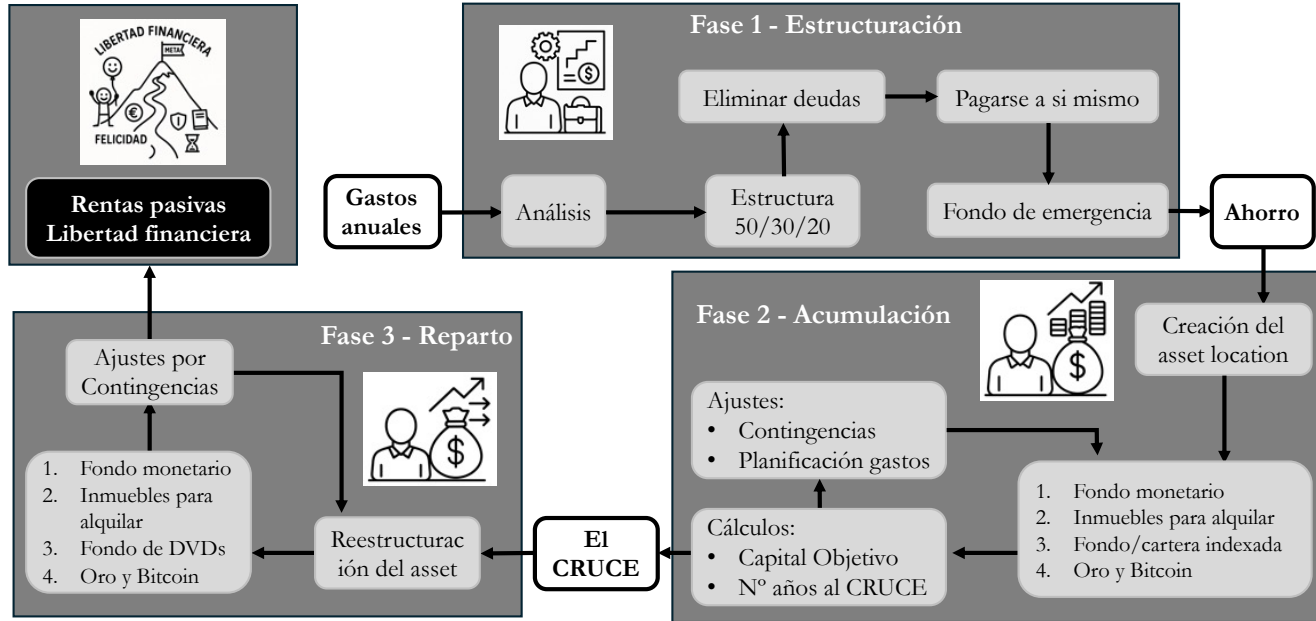 LIBERTAD FINANCIERA
META
FELICIDAD
Rentas pasivas
Libertad financiera
Fase 1 - Estructuración
Gastos
anuales
Análisis
Estructura
50/30/20
Eliminar deudas
Pagarse a si mismo
Fondo de emergencia
Ahorro
Fase 2 - Acumulación
Creación del
asset location
1. Fondo monetario
2. Inmuebles para alquilar
3. Fondo/cartera indexada
4. Oro y Bitcoin
Ajustes:
• Contingencias
• Planificación gastos
Cálculos:
• Capital Objetivo
• Nº años al CRUCE
El
CRUCE
Fase 3 - Reparto
Reestructurac
ión del asset
1. Fondo monetario
2. Inmuebles para
alquilar
3. Fondo de DVDs
4. Oro y Bitcoin
Ajustes por
Contingencias